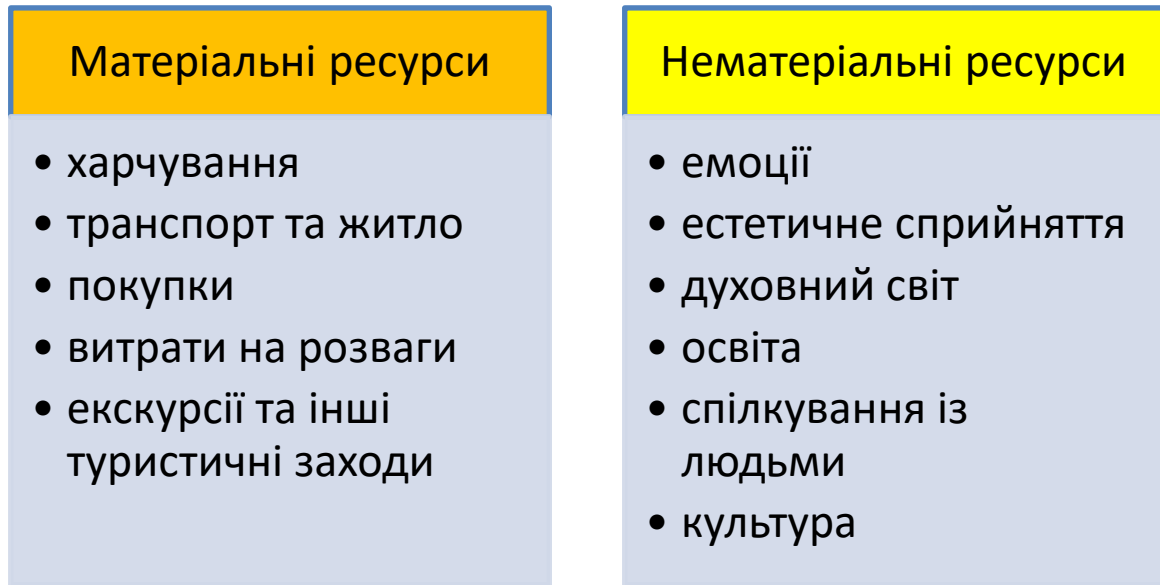 Матеріальні ресурси
• харчування
• транспорт та житло
• покупки
• витрати на розваги
• екскурсії та інші
туристичні заходи
Нематеріальні ресурси
• емоції
• естетичне сприйняття
• духовний світ
• освіта
• спілкування із
людьми
• культура